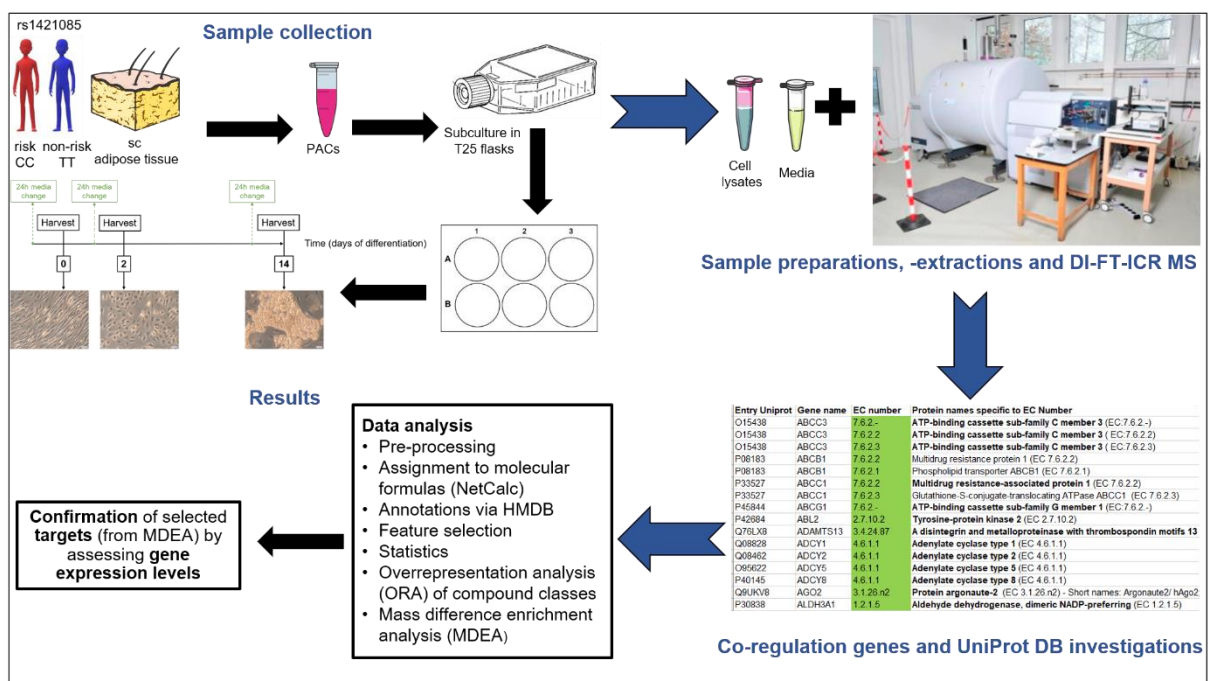 rs1421085
Sample collection
risk
CC
non-risk
TT
sc
adipose tissue
PACs
Subculture in
T25 flasks
Cell
lysates
Media
24h media
change
24h media
change
24h media
change
Harvest
Harvest
Harvest
Time (days of differentiation)
0
2
14
1
2
3
A
B
Sample preparations, -extractions and DI-FT-ICR MS
Entry Uniprot Gene name EC number Protein names specific to EC Number
O15438 ABCC3 7.6.2.- ATP-binding cassette sub-family C member 3 (EC:7.6.2.-)
O15438 ABCC3 7.6.2.2 ATP-binding cassette sub-family C member 3 ( EC:7.6.2.2)
O15438 ABCC3 7.6.2.3 ATP-binding cassette sub-family C member 3 (EC:7.6.2.3)
P08183 ABCB1 7.6.2.2 Multidrug resistance protein 1 (EC 7.6.2.2)
P08183 ABCB1 7.6.2.1 Phospholipid transporter ABCB1 (EC 7.6.2.1)
P33527 ABCC1 7.6.2.2 Multidrug resistance-associated protein 1 (EC 7.6.2.2)
P33527 ABCC1 7.6.2.3 Glutathione-S-conjugate-translocating ATPase ABCC1 (EC 7.6.2.3)
P45844 ABCG1 7.6.2.- ATP-binding cassette sub-family G member 1 (EC:7.6.2.-)
P42684 ABL2 2.7.10.2 Tyrosine-protein kinase 2 (EC 2.7.10.2)
Q76LX8 ADAMTS13 3.4.24.87 A disintegrin and metalloproteinase with thrombospondin motifs 13
Q08828 ADCY1 4.6.1.1 Adenylate cyclase type 1 (EC 4.6.1.1)
Q08462 ADCY2 4.6.1.1 Adenylate cyclase type 2 (EC 4.6.1.1)
O95622 ADCY5 4.6.1.1 Adenylate cyclase type 5 (EC 4.6.1.1)
P40145 ADCY8 4.6.1.1 Adenylate cyclase type 8 (EC 4.6.1.1)
Q9UKV8 AGO2 3.1.26.n2 Protein argonaute-2 (EC 3.1.26.n2) - Short names: Argonaute2/ hAgo2
P30838 ALDH3A1 1.2.1.5 Aldehyde dehydrogenase, dimeric NADP-preferring (EC 1.2.1.5)
Co-regulation genes and UniProt DB investigations
Results
Data analysis
• Pre-processing
• Assignment to molecular
formulas (NetCalc)
• Annotations via HMDB
• Feature selection
• Statistics
• Overrepresentation analysis
(ORA) of compound classes
• Mass difference enrichment
analysis (MDEA)
Confirmation of selected
targets (from MDEA) by
assessing gene
expression levels